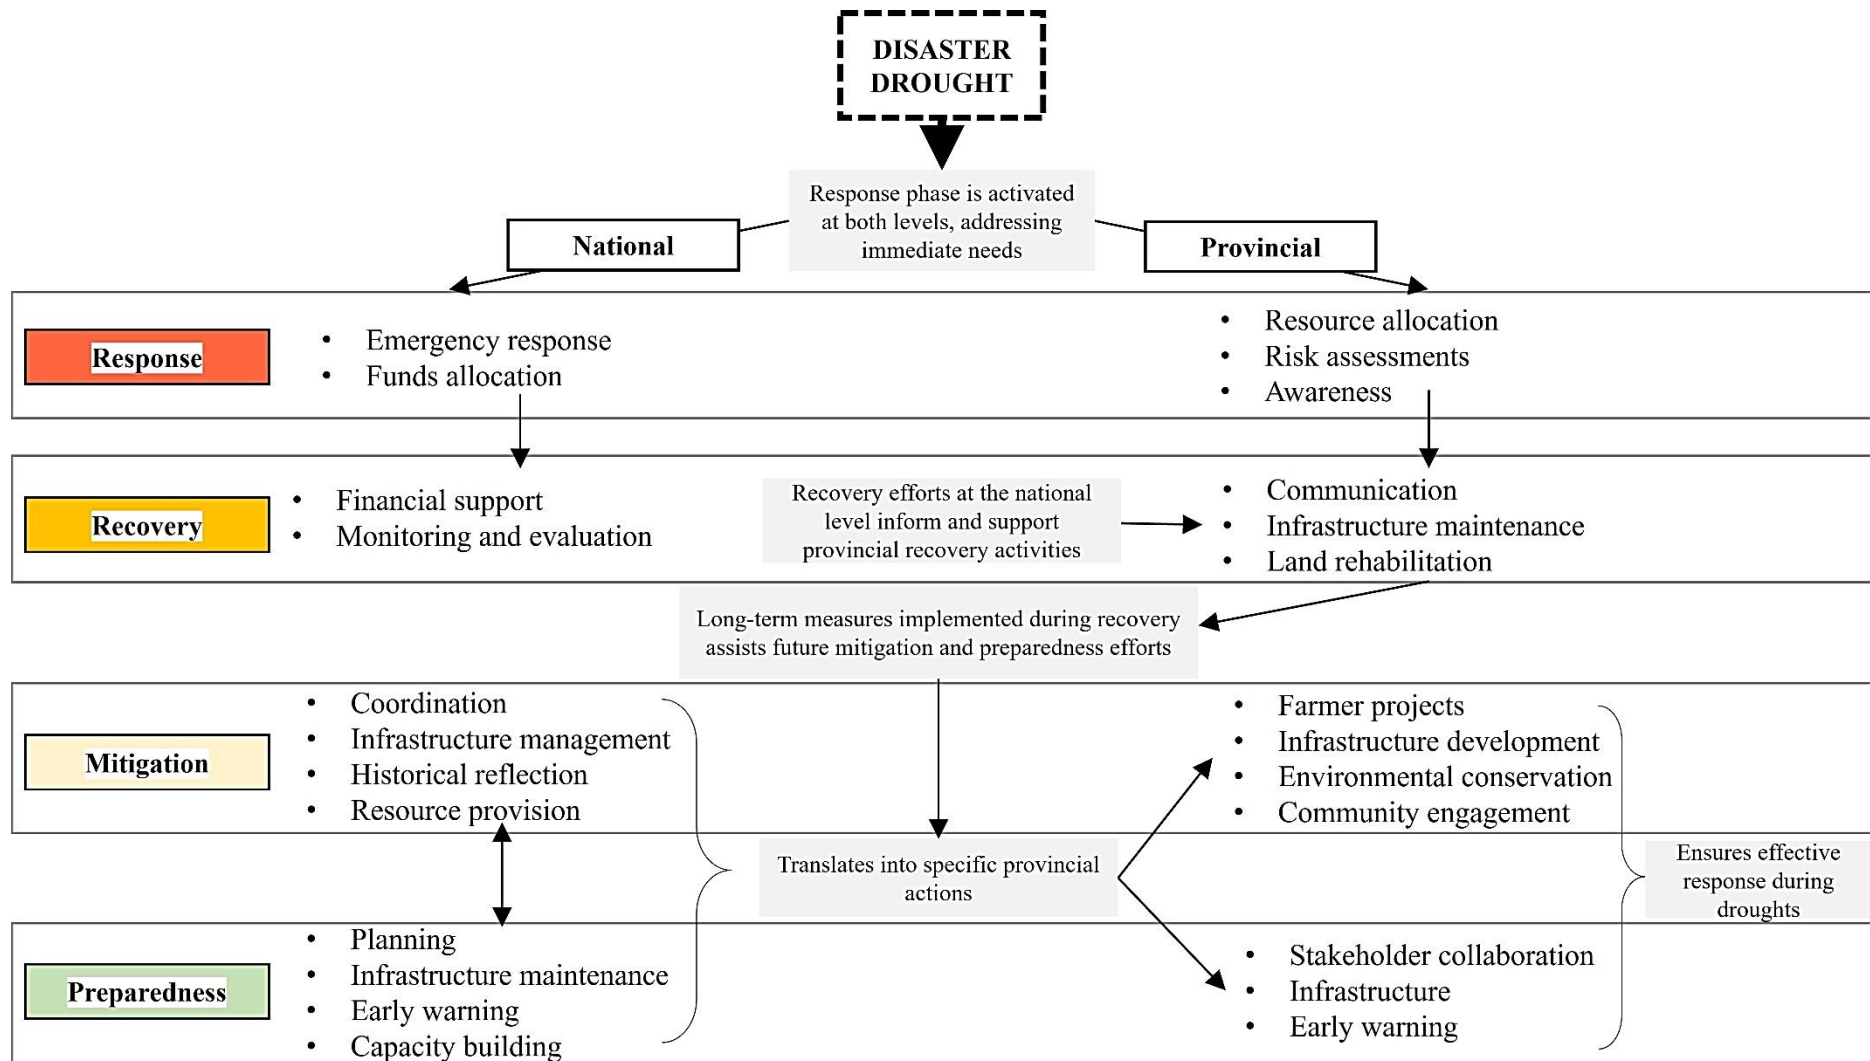 DISASTER
DROUGHT
Response phase is activated
at both levels, addressing
immediate needs
National
Provincial
Response
• Emergency response
• Funds allocation
• Resource allocation
• Risk assessments
• Awareness
Recovery
• Financial support
• Monitoring and evaluation
Recovery efforts at the national
level inform and support
provincial recovery activities
• Communication
• Infrastructure maintenance
• Land rehabilitation
Long-term measures implemented during recovery
assists future mitigation and preparedness efforts
Mitigation
• Coordination
• Infrastructure management
• Historical reflection
• Resource provision
• Farmer projects
• Infrastructure development
• Environmental conservation
• Community engagement
Translates into specific provincial
actions
Ensures effective
response during
droughts
Preparedness
• Planning
• Infrastructure maintenance
• Early warning
• Capacity building
• Stakeholder collaboration
• Infrastructure
• Early warning